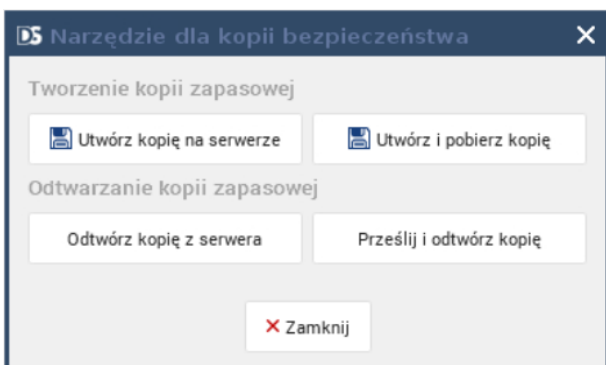 DS Narzędzie dla kopii bezpieczeństwa
Tworzenie kopii zapasowej
Utwórz kopię na serwerze Utwórz i pobierz kopię
Odtwarzanie kopii zapasowej
Odtwórz kopię z serwera Prześlij i odtwórz kopię
Zamknij